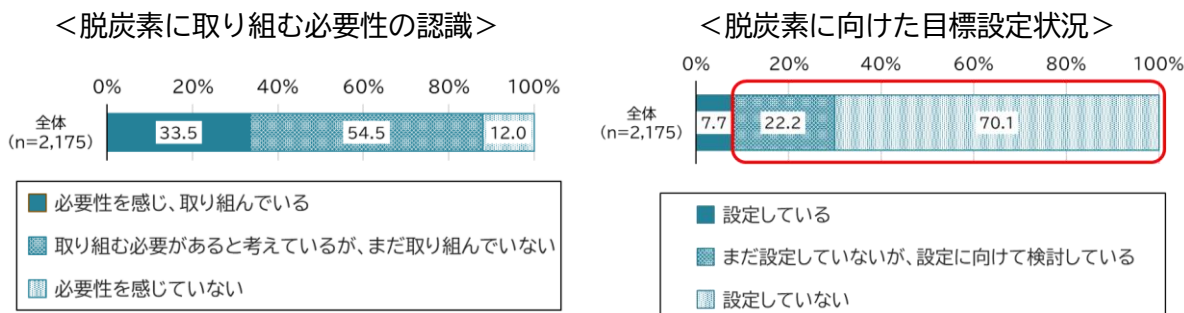 <脱炭素に取り組む必要性の認識>
0% 20% 40% 60% 80% 100%
全体
(n=2,175)
33.5 54.5 12.0
必要性を感じ、取り組んでいる
取り組む必要があると考えているが、まだ取り組んでいない
必要性を感じていない
<脱炭素に向けた目標設定状況>
0% 20% 40% 60% 80% 100%
全体
(n=2,175)
7.7 22.2 70.1
設定している
まだ設定していないが、設定に向けて検討している
設定していない